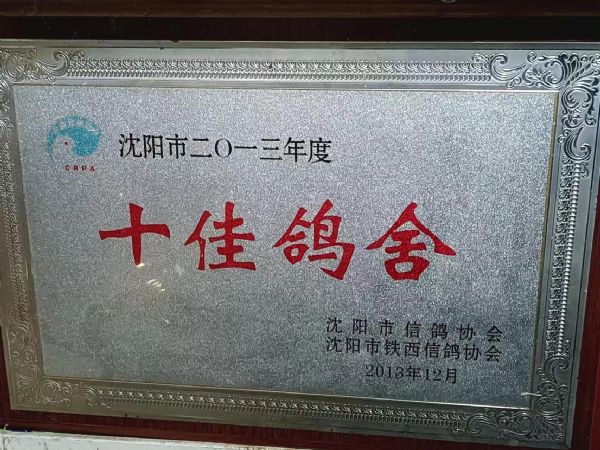 CRPA
沈阳市二〇一三年度
十佳鸽舍
沈阳市信鸽协会
沈阳市铁西信鸽协会
2013年12月